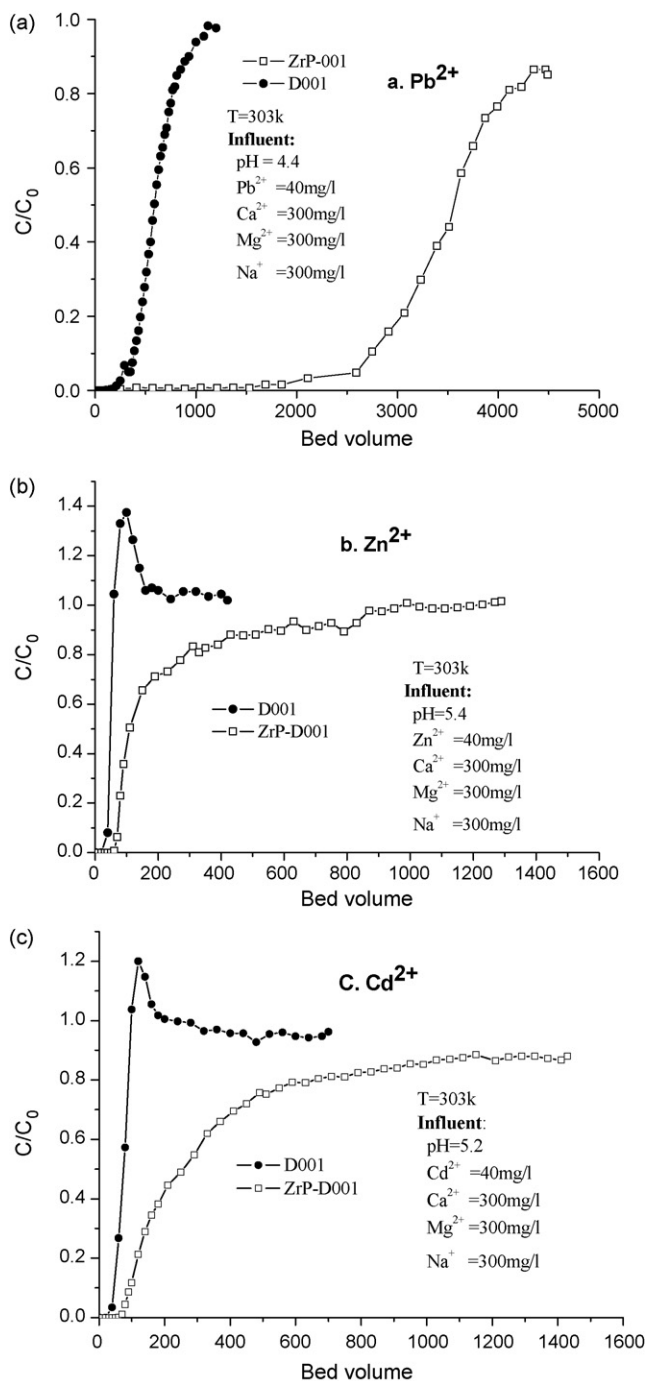 (a)
1.0
0.8
0.6
0.4
0.2
0.0
C/C₀
ZrP-001
D001
a. Pb²⁺
T=303k
Influent:
pH = 4.4
Pb²⁺ =40mg/l
Ca²⁺ =300mg/l
Mg²⁺ =300mg/l
Na⁺ =300mg/l
0 1000 2000 3000 4000 5000
Bed volume
(b)
1.4
1.2
1.0
0.8
0.6
0.4
0.2
0.0
C/C₀
b. Zn²⁺
D001
ZrP-D001
T=303k
Influent:
pH=5.4
Zn²⁺ =40mg/l
Ca²⁺ =300mg/l
Mg²⁺ =300mg/l
Na⁺ =300mg/l
0 200 400 600 800 1000 1200 1400 1600
Bed volume
(c)
1.2
1.0
0.8
0.6
0.4
0.2
0.0
C/C₀
C. Cd²⁺
D001
ZrP-D001
T=303k
Influent:
pH=5.2
Cd²⁺ =40mg/l
Ca²⁺ =300mg/l
Mg²⁺ =300mg/l
Na⁺ =300mg/l
0 200 400 600 800 1000 1200 1400 1600
Bed volume